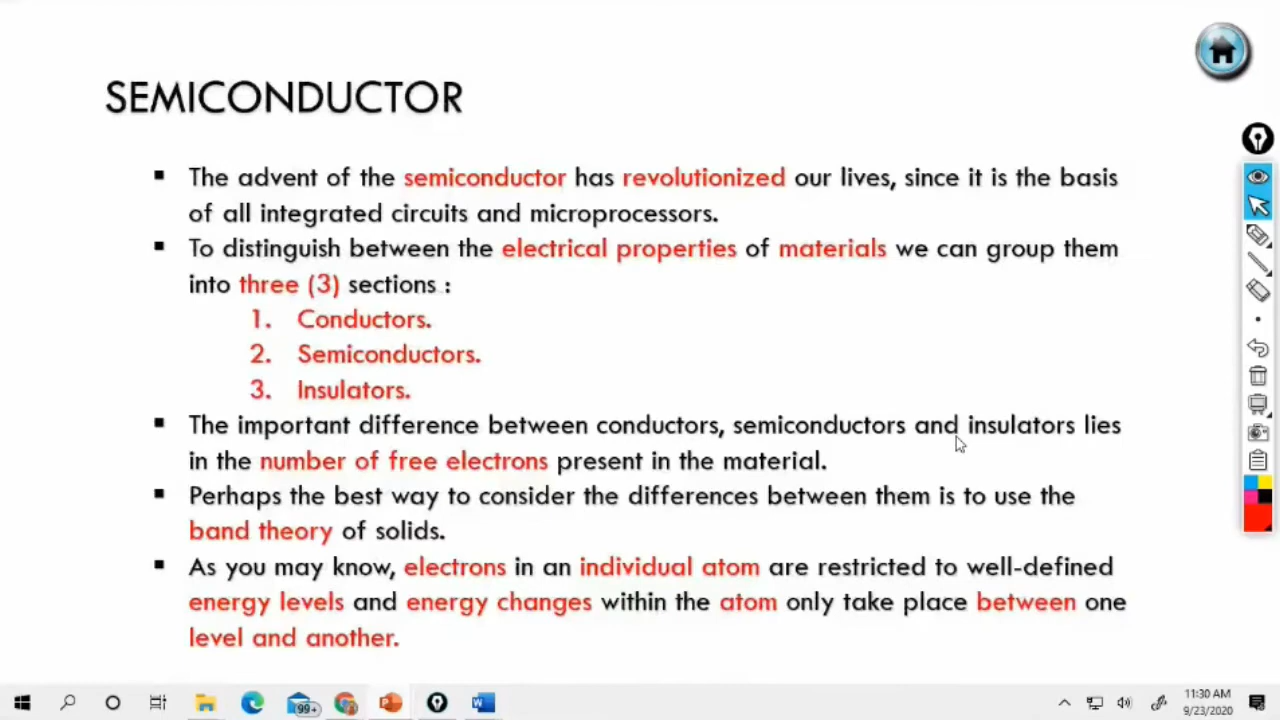 SEMICONDUCTOR
▪ The advent of the semiconductor has revolutionized our lives, since it is the basis
of all integrated circuits and microprocessors.
▪ To distinguish between the electrical properties of materials we can group them
into three (3) sections :
1. Conductors.
2. Semiconductors.
3. Insulators.
▪ The important difference between conductors, semiconductors and insulators lies
in the number of free electrons present in the material.
▪ Perhaps the best way to consider the differences between them is to use the
band theory of solids.
▪ As you may know, electrons in an individual atom are restricted to well-defined
energy levels and energy changes within the atom only take place between one
level and another.
99+
11:30 AM
9/23/2020